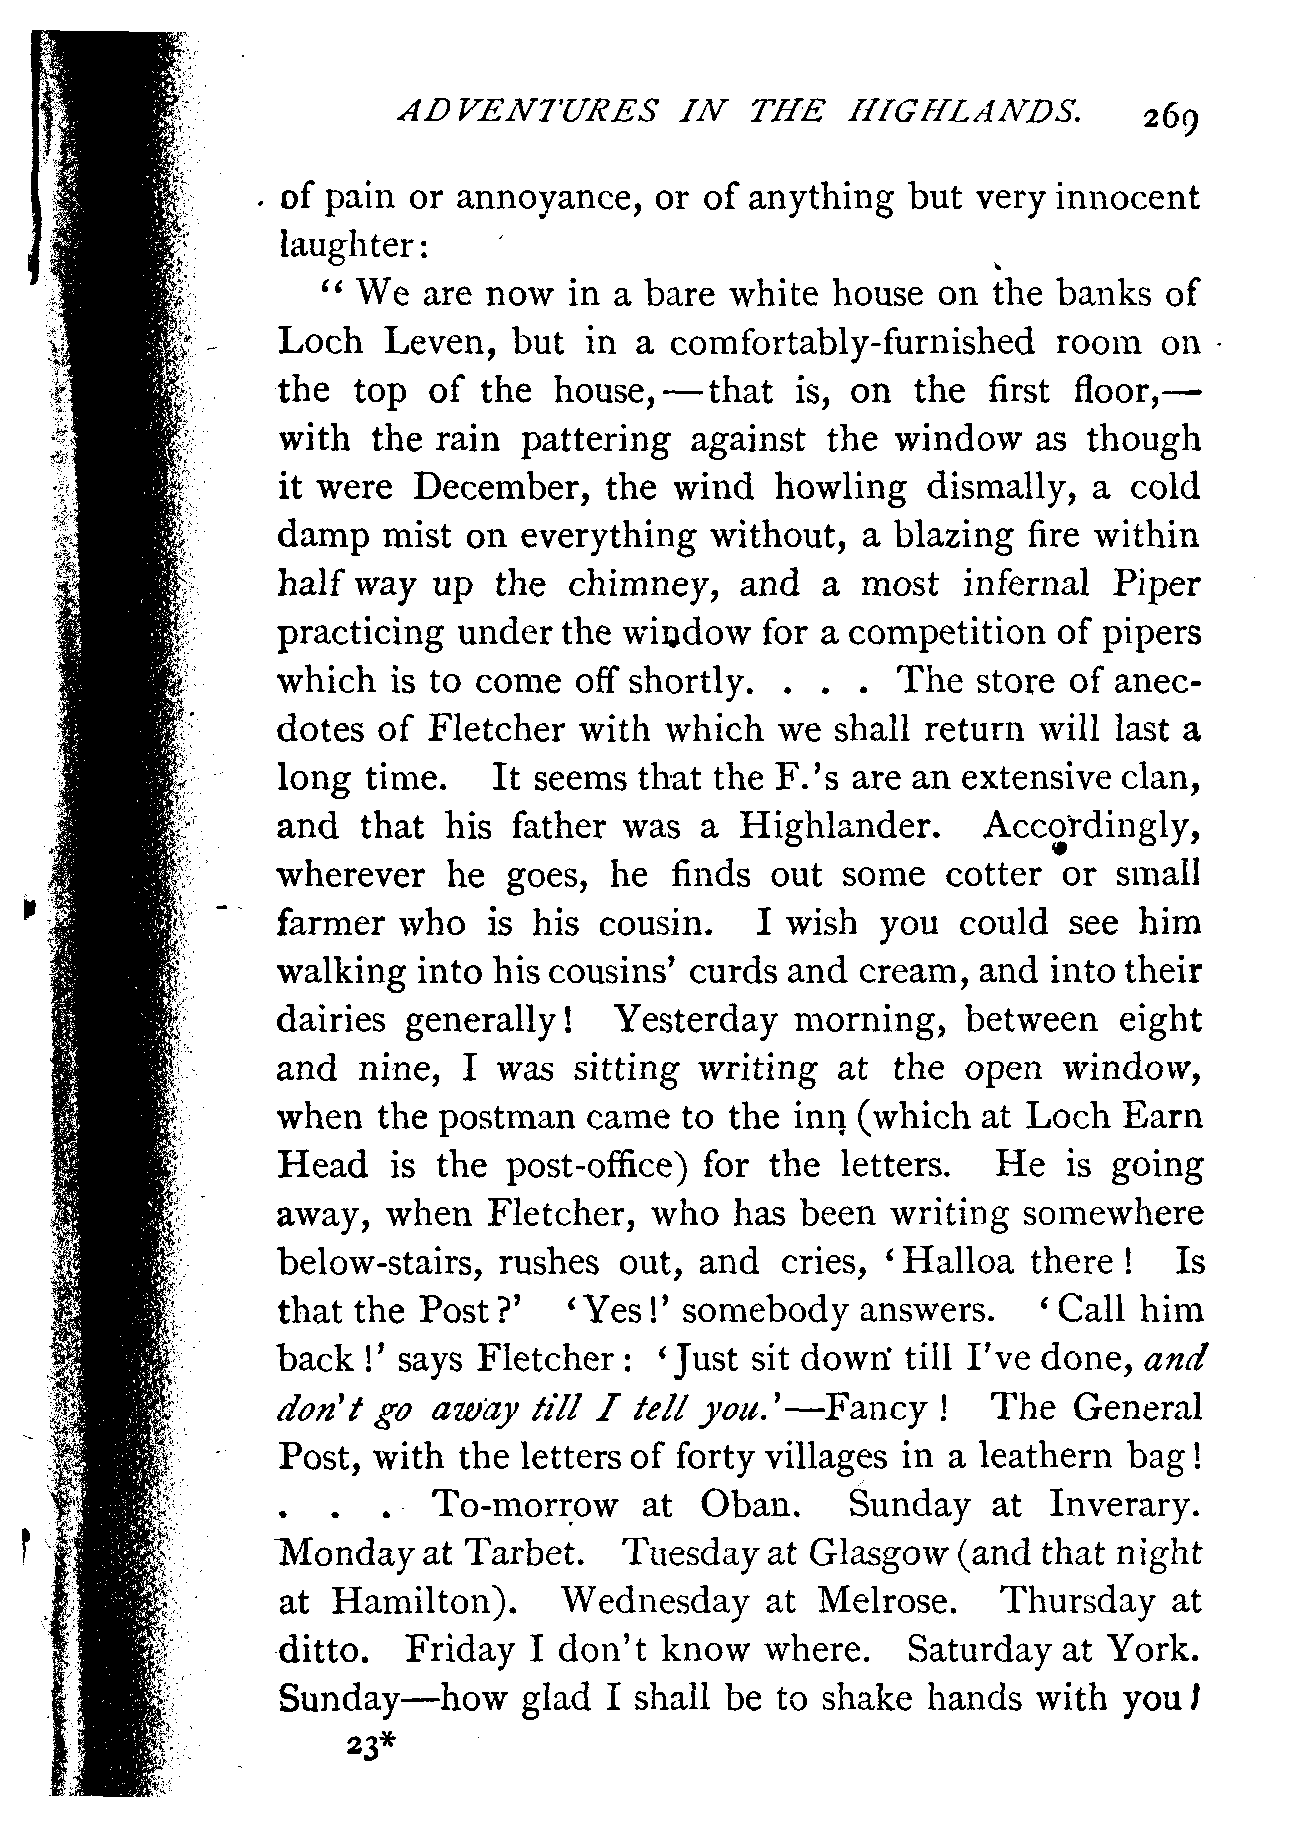 ADVENTURES IN THE HIGHLANDS. 269
of pain or annoyance, or of anything but very innocent
laughter:
“ We are now in a bare white house on the banks of
Loch Leven, but in a comfortably-furnished room on
the top of the house,—that is, on the first floor,—
with the rain pattering against the window as though
it were December, the wind howling dismally, a cold
damp mist on everything without, a blazing fire within
half way up the chimney, and a most infernal Piper
practicing under the window for a competition of pipers
which is to come off shortly. . . . The store of anec-
dotes of Fletcher with which we shall return will last a
long time. It seems that the F.’s are an extensive clan,
and that his father was a Highlander. Accordingly,
wherever he goes, he finds out some cotter or small
farmer who is his cousin. I wish you could see him
walking into his cousins’ curds and cream, and into their
dairies generally! Yesterday morning, between eight
and nine, I was sitting writing at the open window,
when the postman came to the inn (which at Loch Earn
Head is the post-office) for the letters. He is going
away, when Fletcher, who has been writing somewhere
below-stairs, rushes out, and cries, ‘ Halloa there ! Is
that the Post ?’ ‘ Yes !’ somebody answers. ‘ Call him
back !’ says Fletcher : ‘ Just sit down till I’ve done, and
don’t go away till I tell you.’—Fancy ! The General
Post, with the letters of forty villages in a leathern bag !
. . . To-morrow at Oban. Sunday at Inverary.
Monday at Tarbet. Tuesday at Glasgow (and that night
at Hamilton). Wednesday at Melrose. Thursday at
ditto. Friday I don’t know where. Saturday at York.
Sunday—how glad I shall be to shake hands with you !
23*